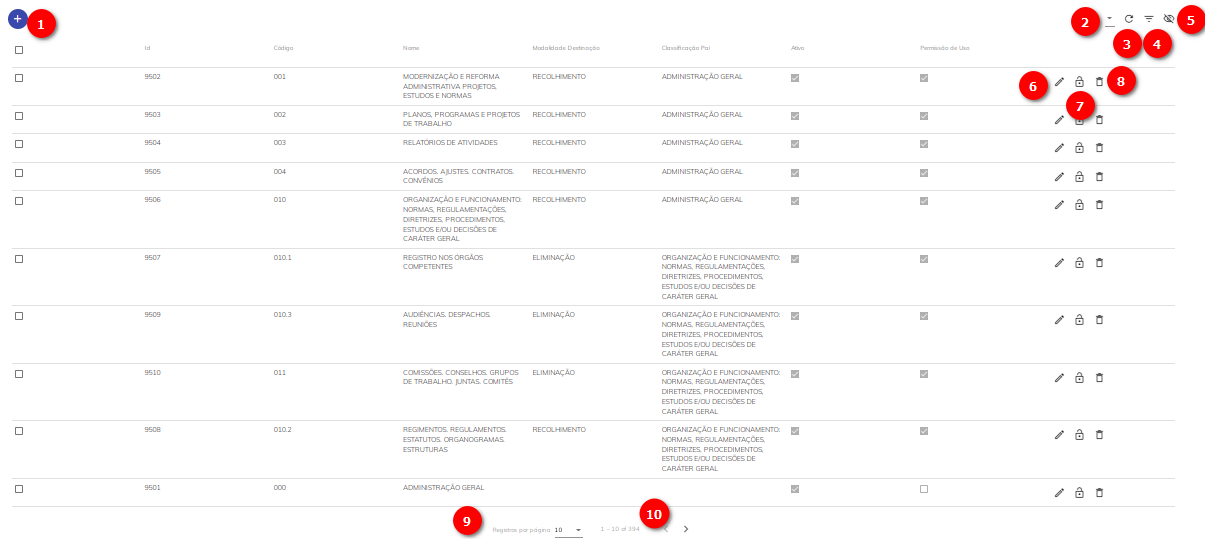 + 1 2 3 4 5
Id Código Nome Modalidade Destinação Classificação Pai Ativo Permissão de Uso
9502 001 MODERNIZAÇÃO E REFORMA RECOLHIMENTO ADMINISTRAÇÃO GERAL 6 8
ADMINISTRATIVA PROJETOS,
ESTUDOS E NORMAS
7
9503 002 PLANOS, PROGRAMAS E PROJETOS RECOLHIMENTO ADMINISTRAÇÃO GERAL
DE TRABALHO
9504 003 RELATÓRIOS DE ATIVIDADES RECOLHIMENTO ADMINISTRAÇÃO GERAL
9505 004 ACORDOS. AJUSTES. CONTRATOS. RECOLHIMENTO ADMINISTRAÇÃO GERAL
CONVÊNIOS
9506 010 ORGANIZAÇÃO E FUNCIONAMENTO: RECOLHIMENTO ADMINISTRAÇÃO GERAL
NORMAS, REGULAMENTAÇÕES,
DIRETRIZES, PROCEDIMENTOS,
ESTUDOS E/OU DECISÕES DE
CARÁTER GERAL
9507 010.1 REGISTRO NOS ÓRGÃOS ELIMINAÇÃO ORGANIZAÇÃO E FUNCIONAMENTO:
COMPETENTES NORMAS, REGULAMENTAÇÕES,
DIRETRIZES, PROCEDIMENTOS,
ESTUDOS E/OU DECISÕES DE
CARÁTER GERAL
9509 010.3 AUDIÊNCIAS. DESPACHOS. ELIMINAÇÃO ORGANIZAÇÃO E FUNCIONAMENTO:
REUNIÕES NORMAS, REGULAMENTAÇÕES,
DIRETRIZES, PROCEDIMENTOS,
ESTUDOS E/OU DECISÕES DE
CARÁTER GERAL
9510 011 COMISSÕES. CONSELHOS. GRUPOS ELIMINAÇÃO ORGANIZAÇÃO E FUNCIONAMENTO:
DE TRABALHO. JUNTAS. COMITÊS NORMAS, REGULAMENTAÇÕES,
DIRETRIZES, PROCEDIMENTOS,
ESTUDOS E/OU DECISÕES DE
CARÁTER GERAL
9508 010.2 REGIMENTOS. REGULAMENTOS. RECOLHIMENTO ORGANIZAÇÃO E FUNCIONAMENTO:
ESTATUTOS. ORGANOGRAMAS. NORMAS, REGULAMENTAÇÕES,
ESTRUTURAS DIRETRIZES, PROCEDIMENTOS,
ESTUDOS E/OU DECISÕES DE
CARÁTER GERAL
9501 000 ADMINISTRAÇÃO GERAL
9 Registros por página 10 1 - 10 of 394 10